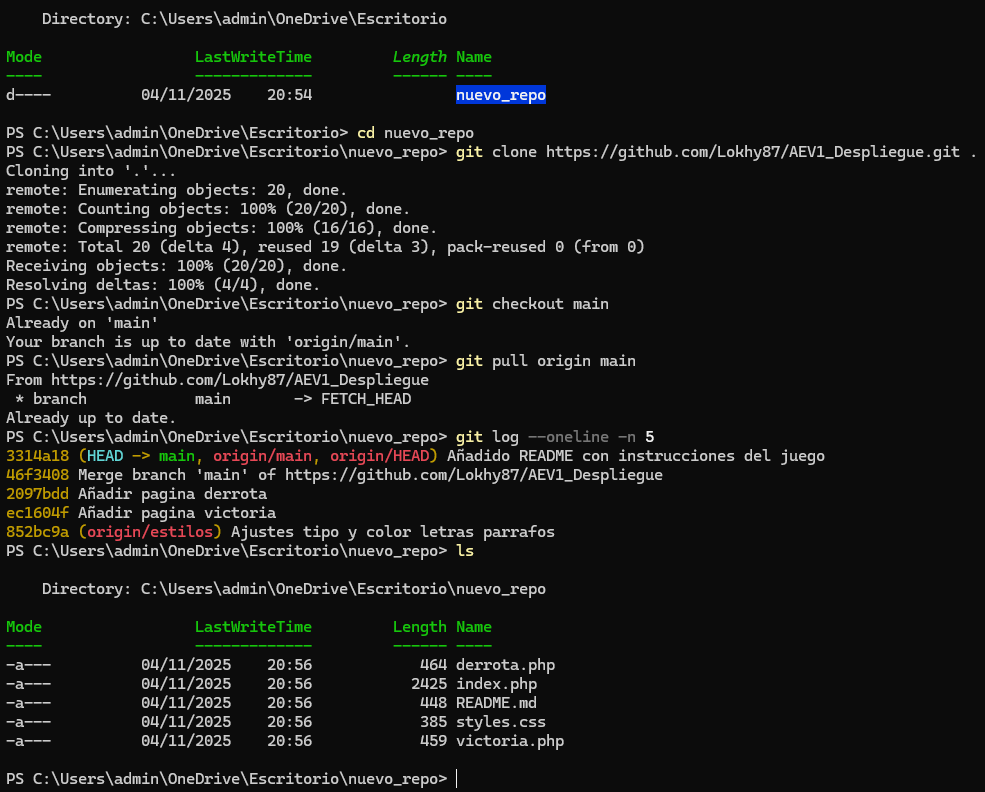 Directory: C:\Users\admin\OneDrive\Escritorio
Mode                 LastWriteTime         Length Name
----                 -------------         ------ ----
d----          04/11/2025    20:54                nuevo_repo
PS C:\Users\admin\OneDrive\Escritorio> cd nuevo_repo
PS C:\Users\admin\OneDrive\Escritorio\nuevo_repo> git clone https://github.com/Lokhy87/AEV1_Despliegue.git .
Cloning into '.'...
remote: Enumerating objects: 20, done.
remote: Counting objects: 100% (20/20), done.
remote: Compressing objects: 100% (16/16), done.
remote: Total 20 (delta 4), reused 19 (delta 3), pack-reused 0 (from 0)
Receiving objects: 100% (20/20), done.
Resolving deltas: 100% (4/4), done.
PS C:\Users\admin\OneDrive\Escritorio\nuevo_repo> git checkout main
Already on 'main'
Your branch is up to date with 'origin/main'.
PS C:\Users\admin\OneDrive\Escritorio\nuevo_repo> git pull origin main
From https://github.com/Lokhy87/AEV1_Despliegue
 * branch            main       -> FETCH_HEAD
Already up to date.
PS C:\Users\admin\OneDrive\Escritorio\nuevo_repo> git log --oneline -n 5
3314a18 (HEAD -> main, origin/main, origin/HEAD) Añadido README con instrucciones del juego
46f3408 Merge branch 'main' of https://github.com/Lokhy87/AEV1_Despliegue
2097bdd Añadir pagina derrota
ec1604f Añadir pagina victoria
852bc9a (origin/estilos) Ajustes tipo y color letras parrafos
PS C:\Users\admin\OneDrive\Escritorio\nuevo_repo> ls
Directory: C:\Users\admin\OneDrive\Escritorio\nuevo_repo
Mode                 LastWriteTime         Length Name
----                 -------------         ------ ----
-a---          04/11/2025    20:56            464 derrota.php
-a---          04/11/2025    20:56           2425 index.php
-a---          04/11/2025    20:56            448 README.md
-a---          04/11/2025    20:56            385 styles.css
-a---          04/11/2025    20:56            459 victoria.php
PS C:\Users\admin\OneDrive\Escritorio\nuevo_repo>